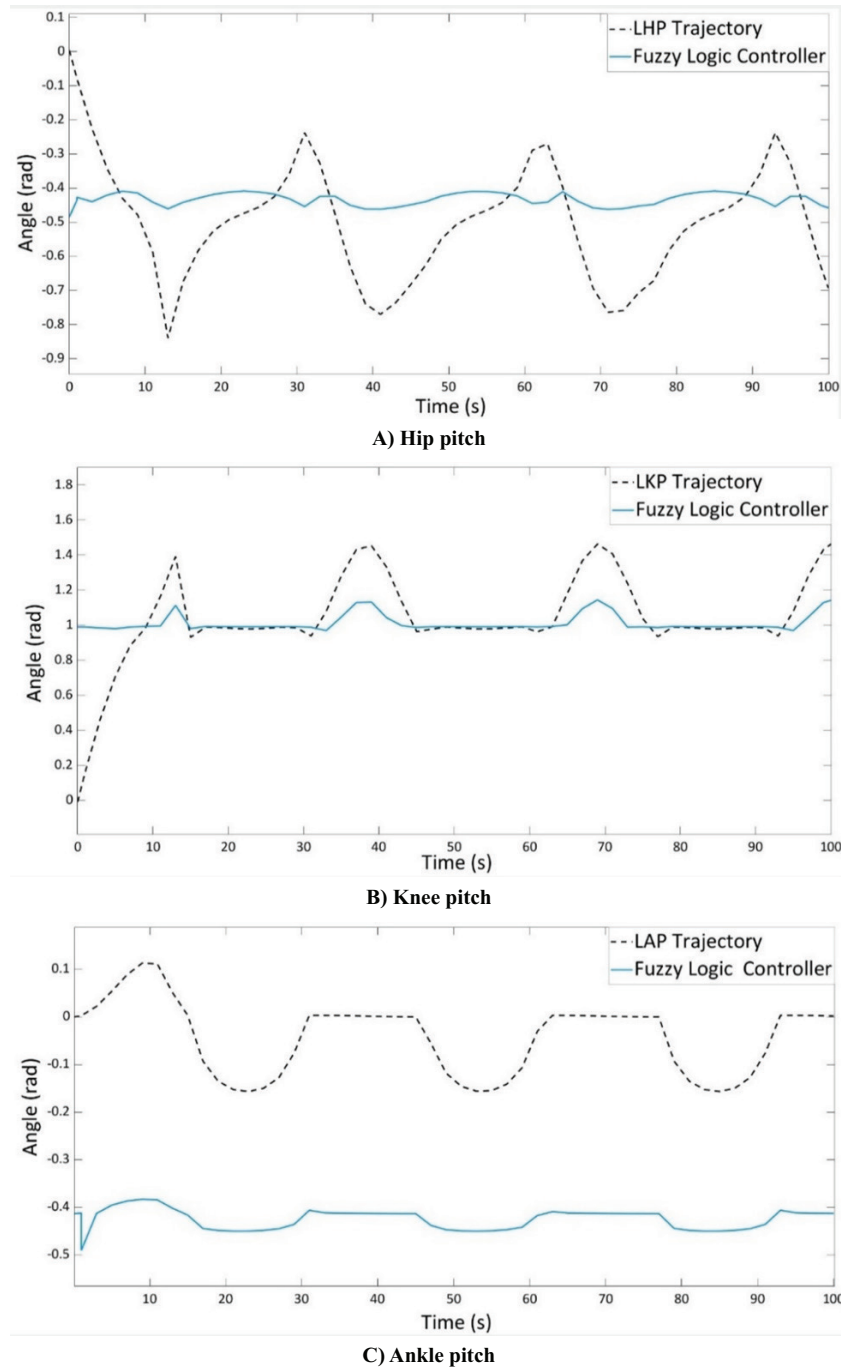 0.1
0
-0.1
-0.2
-0.3
-0.4
-0.5
-0.6
-0.7
-0.8
-0.9
Angle (rad)
LHP Trajectory
Fuzzy Logic Controller
0 10 20 30 40 50 60 70 80 90 100
Time (s)
A) Hip pitch
1.8
1.6
1.4
1.2
1
0.8
0.6
0.4
0.2
0
Angle (rad)
LKP Trajectory
Fuzzy Logic Controller
0 10 20 30 40 50 60 70 80 90 100
Time (s)
B) Knee pitch
0.1
0
-0.1
-0.2
-0.3
-0.4
-0.5
Angle (rad)
LAP Trajectory
Fuzzy Logic Controller
10 20 30 40 50 60 70 80 90 100
Time (s)
C) Ankle pitch